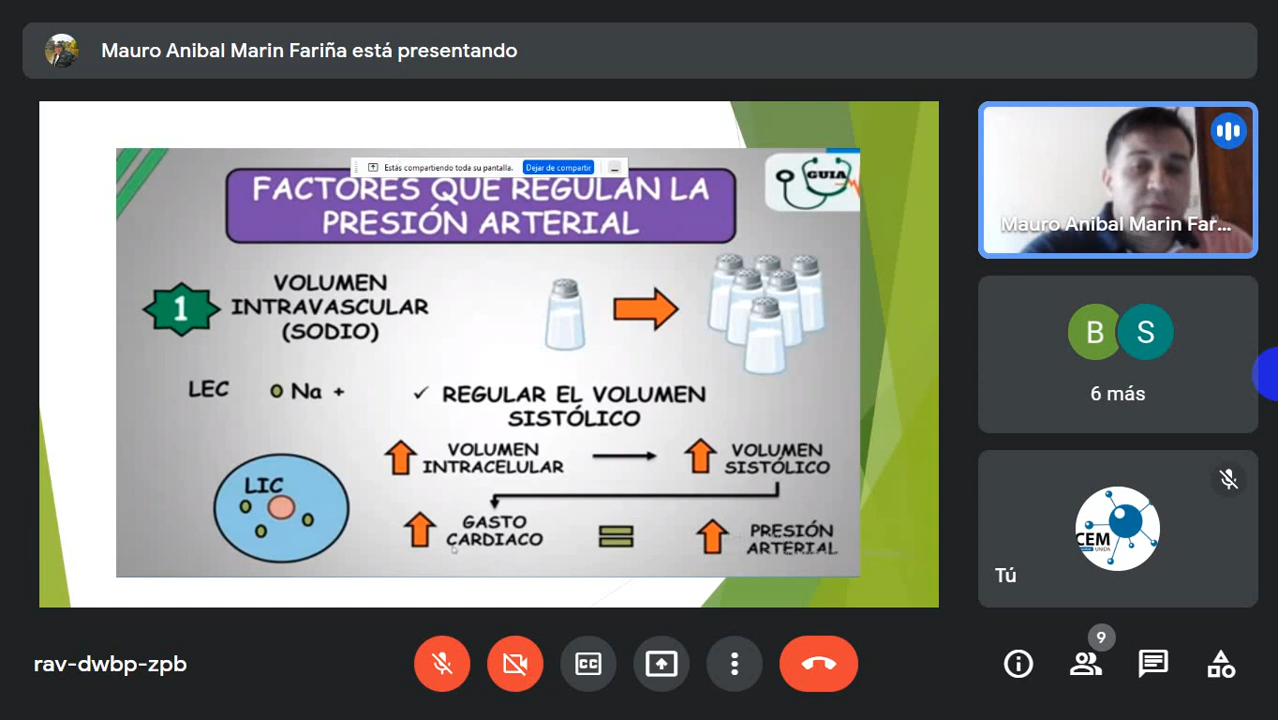 Mauro Anibal Marin Fariña está presentando
Estás compartiendo toda su pantalla. Dejar de compartir
GUIA
FACTORES QUE REGULAN LA
PRESIÓN ARTERIAL
1
VOLUMEN
INTRAVASCULAR
(SODIO)
LEC Na +
✓ REGULAR EL VOLUMEN
SISTÓLICO
VOLUMEN
INTRACELULAR
VOLUMEN
SISTÓLICO
LIC
GASTO
CARDIACO
PRESIÓN
ARTERIAL
Mauro Anibal Marin Far...
B S
6 más
CEM
UNIÓN
Tú
rav-dwbp-zpb
CC
9